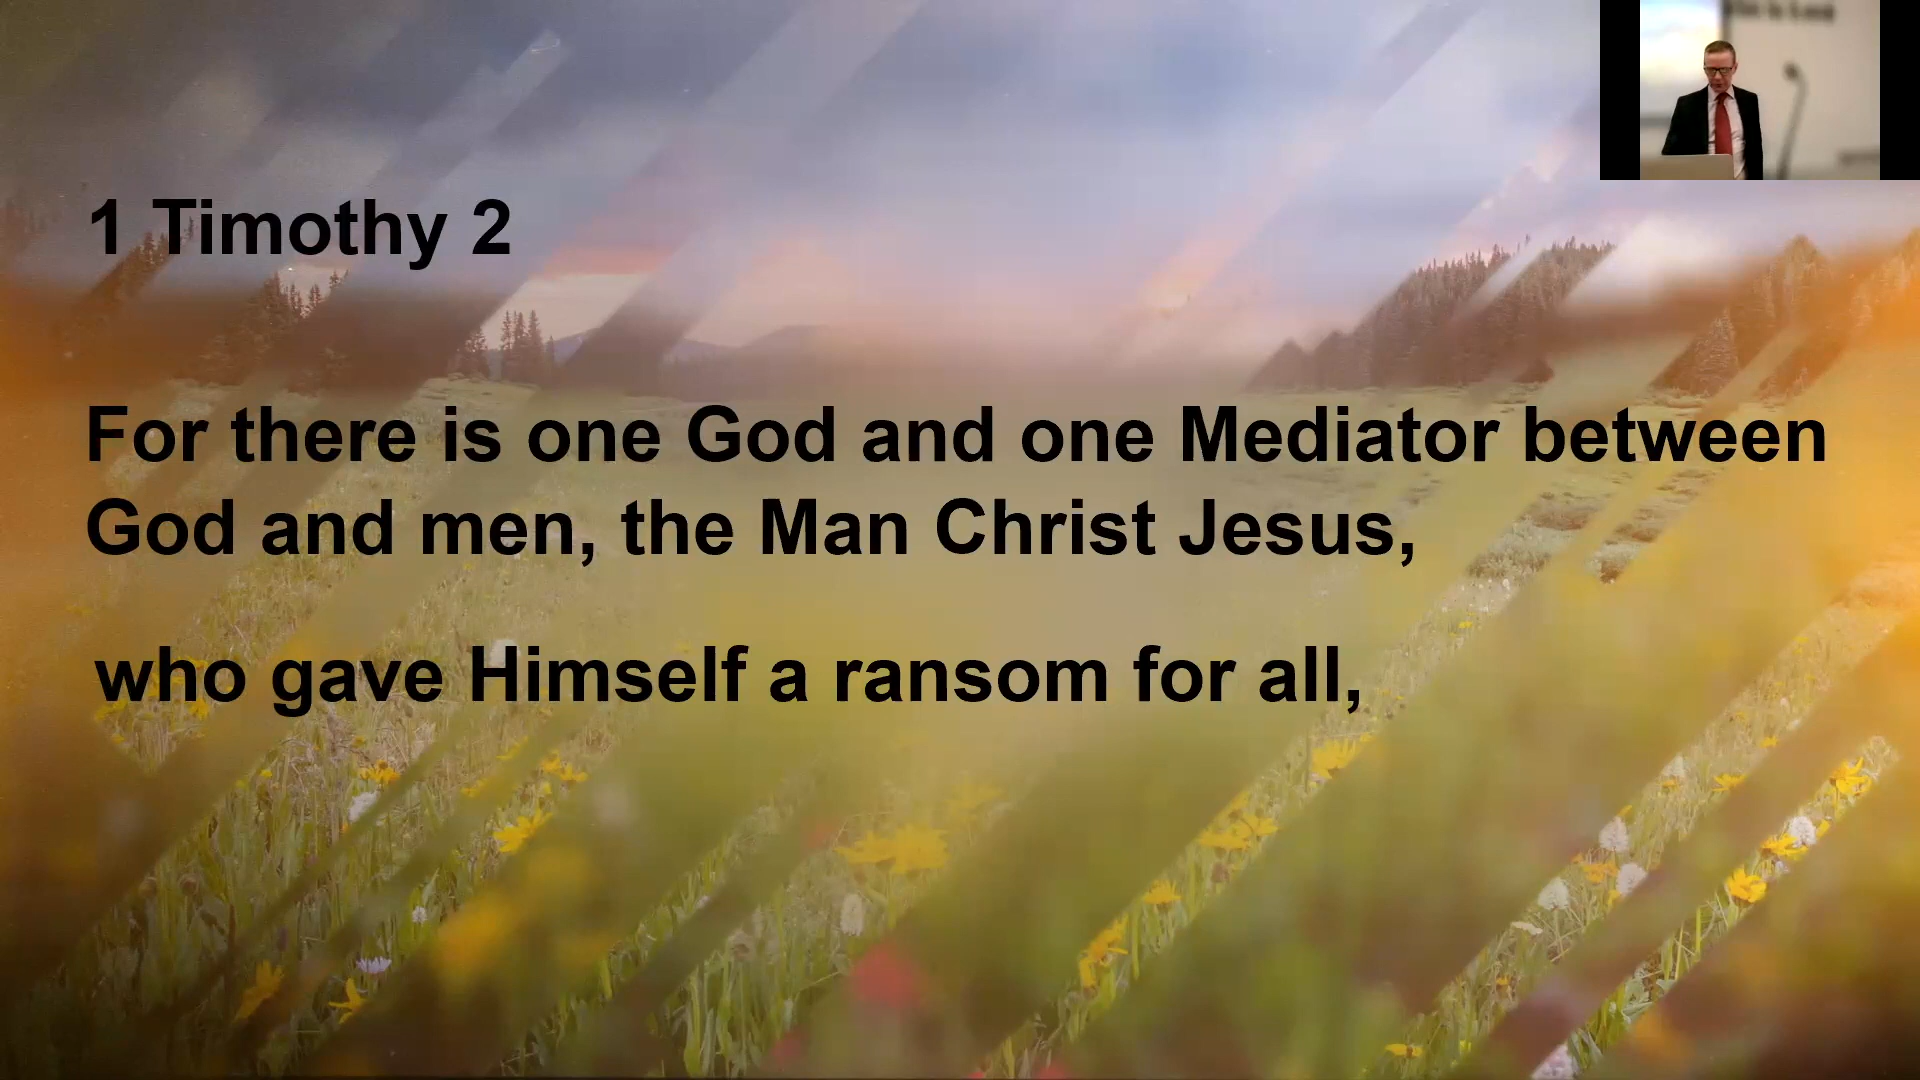 1 Timothy 2
For there is one God and one Mediator between
God and men, the Man Christ Jesus,
who gave Himself a ransom for all,